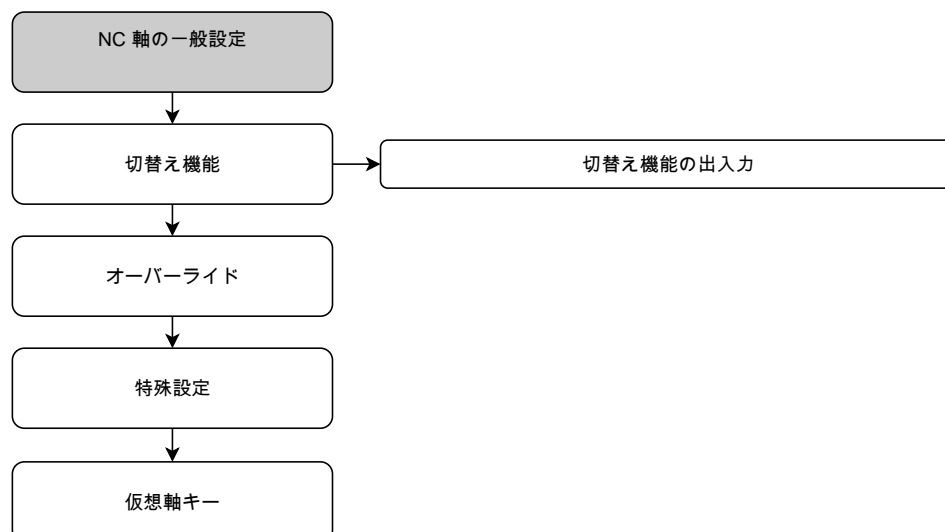 NC 軸の一般設定
切替え機能
切替え機能の出入力
オーバーライド
特殊設定
仮想軸キー